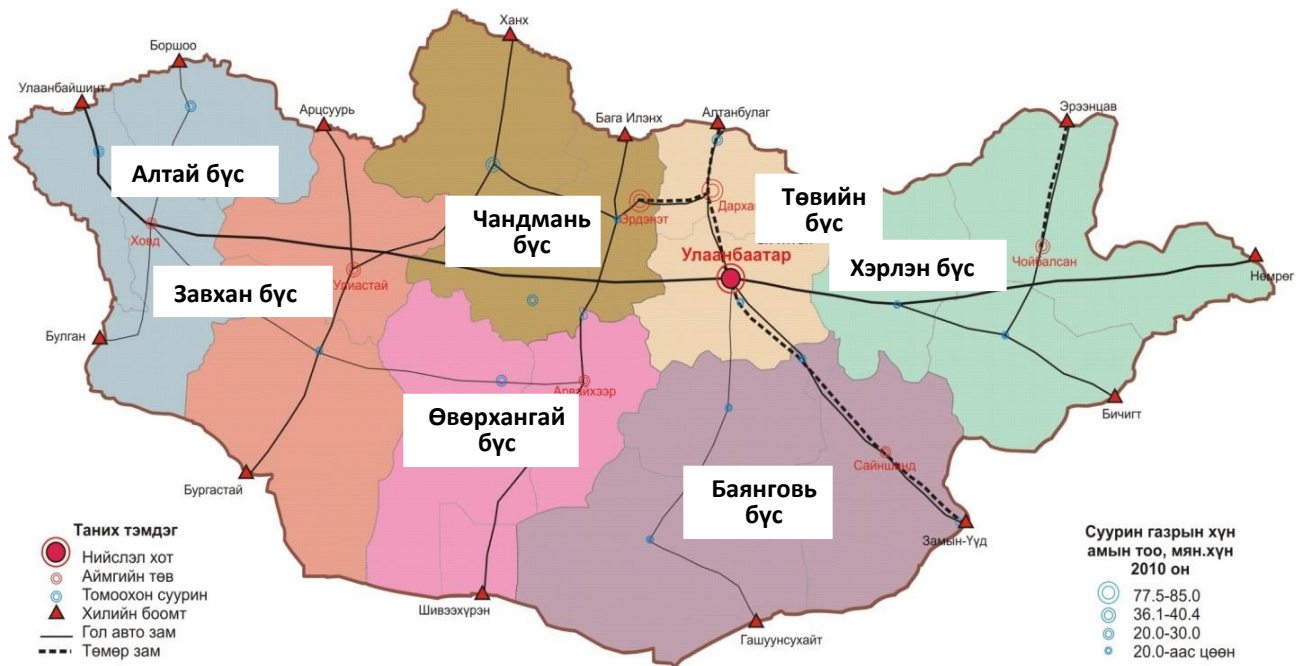 Ханх
Боршоо
Улаанбайшинт
Арцсуурь
Бага Илэнх
Алтанбулаг
Эрээнцав
Алтай бүс
Чандмань
бүс
Эрдэнэт
Дархан
Төвийн
бүс
Ховд
Улаанбаатар
Чойбалсан
Хэрлэн бүс
Нөмрөг
Завхан бүс
Улиастай
Булган
Арвайхээр
Өвөрхангай
бүс
Бичигт
Сайншанд
Баянговь
бүс
Бургастай
Замын-Үүд
Шивээхүрэн
Гашуунсухайт
Таних тэмдэг
Нийслэл хот
Аймгийн төв
Томоохон суурин
Хилийн боомт
Гол авто зам
Төмөр зам
Суурин газрын хүн
амын тоо, мян.хүн
2010 он
77.5-85.0
36.1-40.4
20.0-30.0
20.0-аас цөөн